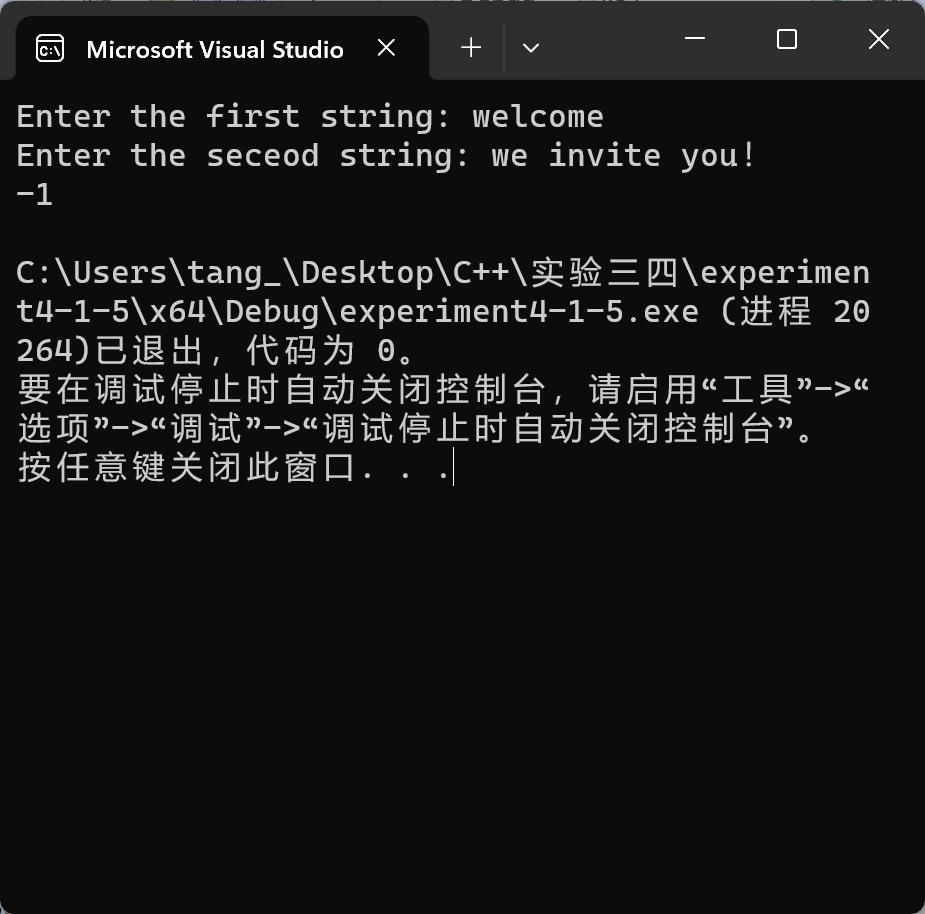 Microsoft Visual Studio
Enter the first string: welcome
Enter the seceod string: we invite you!
-1
C:\Users\tang_\Desktop\C++\实验三四\experimen
t4-1-5\x64\Debug\experiment4-1-5.exe (进程 20
264)已退出，代码为 0。
要在调试停止时自动关闭控制台，请启用“工具”->“
选项”->“调试”->“调试停止时自动关闭控制台”。
按任意键关闭此窗口. . .